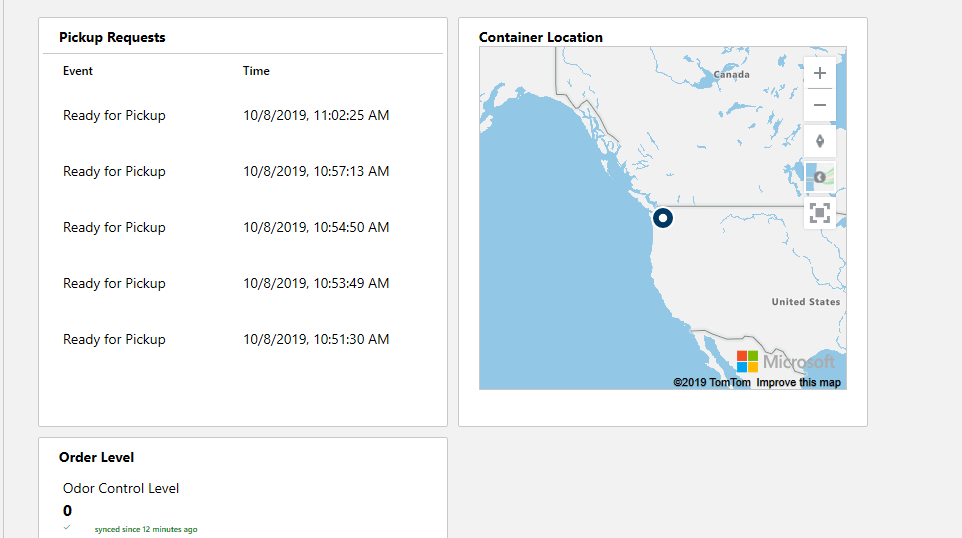 Pickup Requests
Event Time
Ready for Pickup 10/8/2019, 11:02:25 AM
Ready for Pickup 10/8/2019, 10:57:13 AM
Ready for Pickup 10/8/2019, 10:54:50 AM
Ready for Pickup 10/8/2019, 10:53:49 AM
Ready for Pickup 10/8/2019, 10:51:30 AM
Container Location
Canada
United States
Microsoft
©2019 TomTom Improve this map
Order Level
Odor Control Level
0
synced since 12 minutes ago